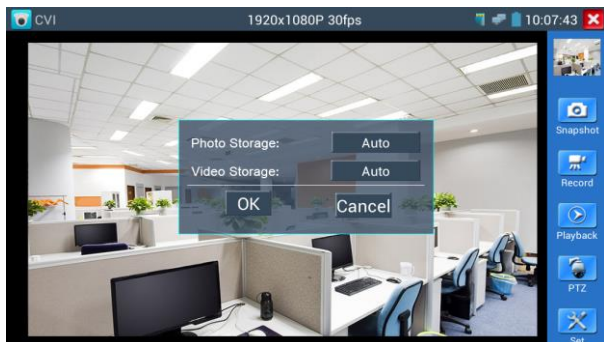 CVI 1920x1080P 30fps 10:07:43
Snapshot
Photo Storage: Auto
Video Storage: Auto
Record
OK Cancel
Playback
PTZ
Set